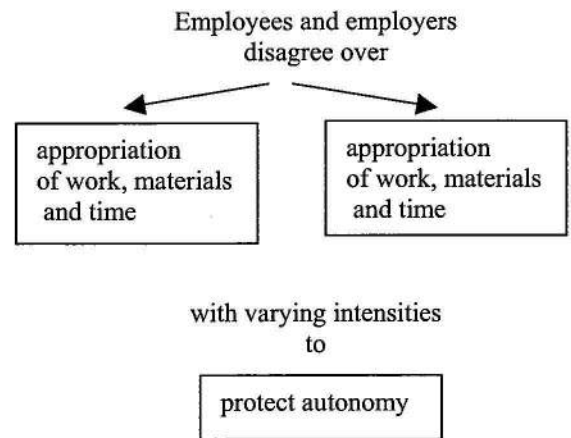 Employees and employers
disagree over
appropriation
of work, materials
and time
appropriation
of work, materials
and time
with varying intensities
to
protect autonomy